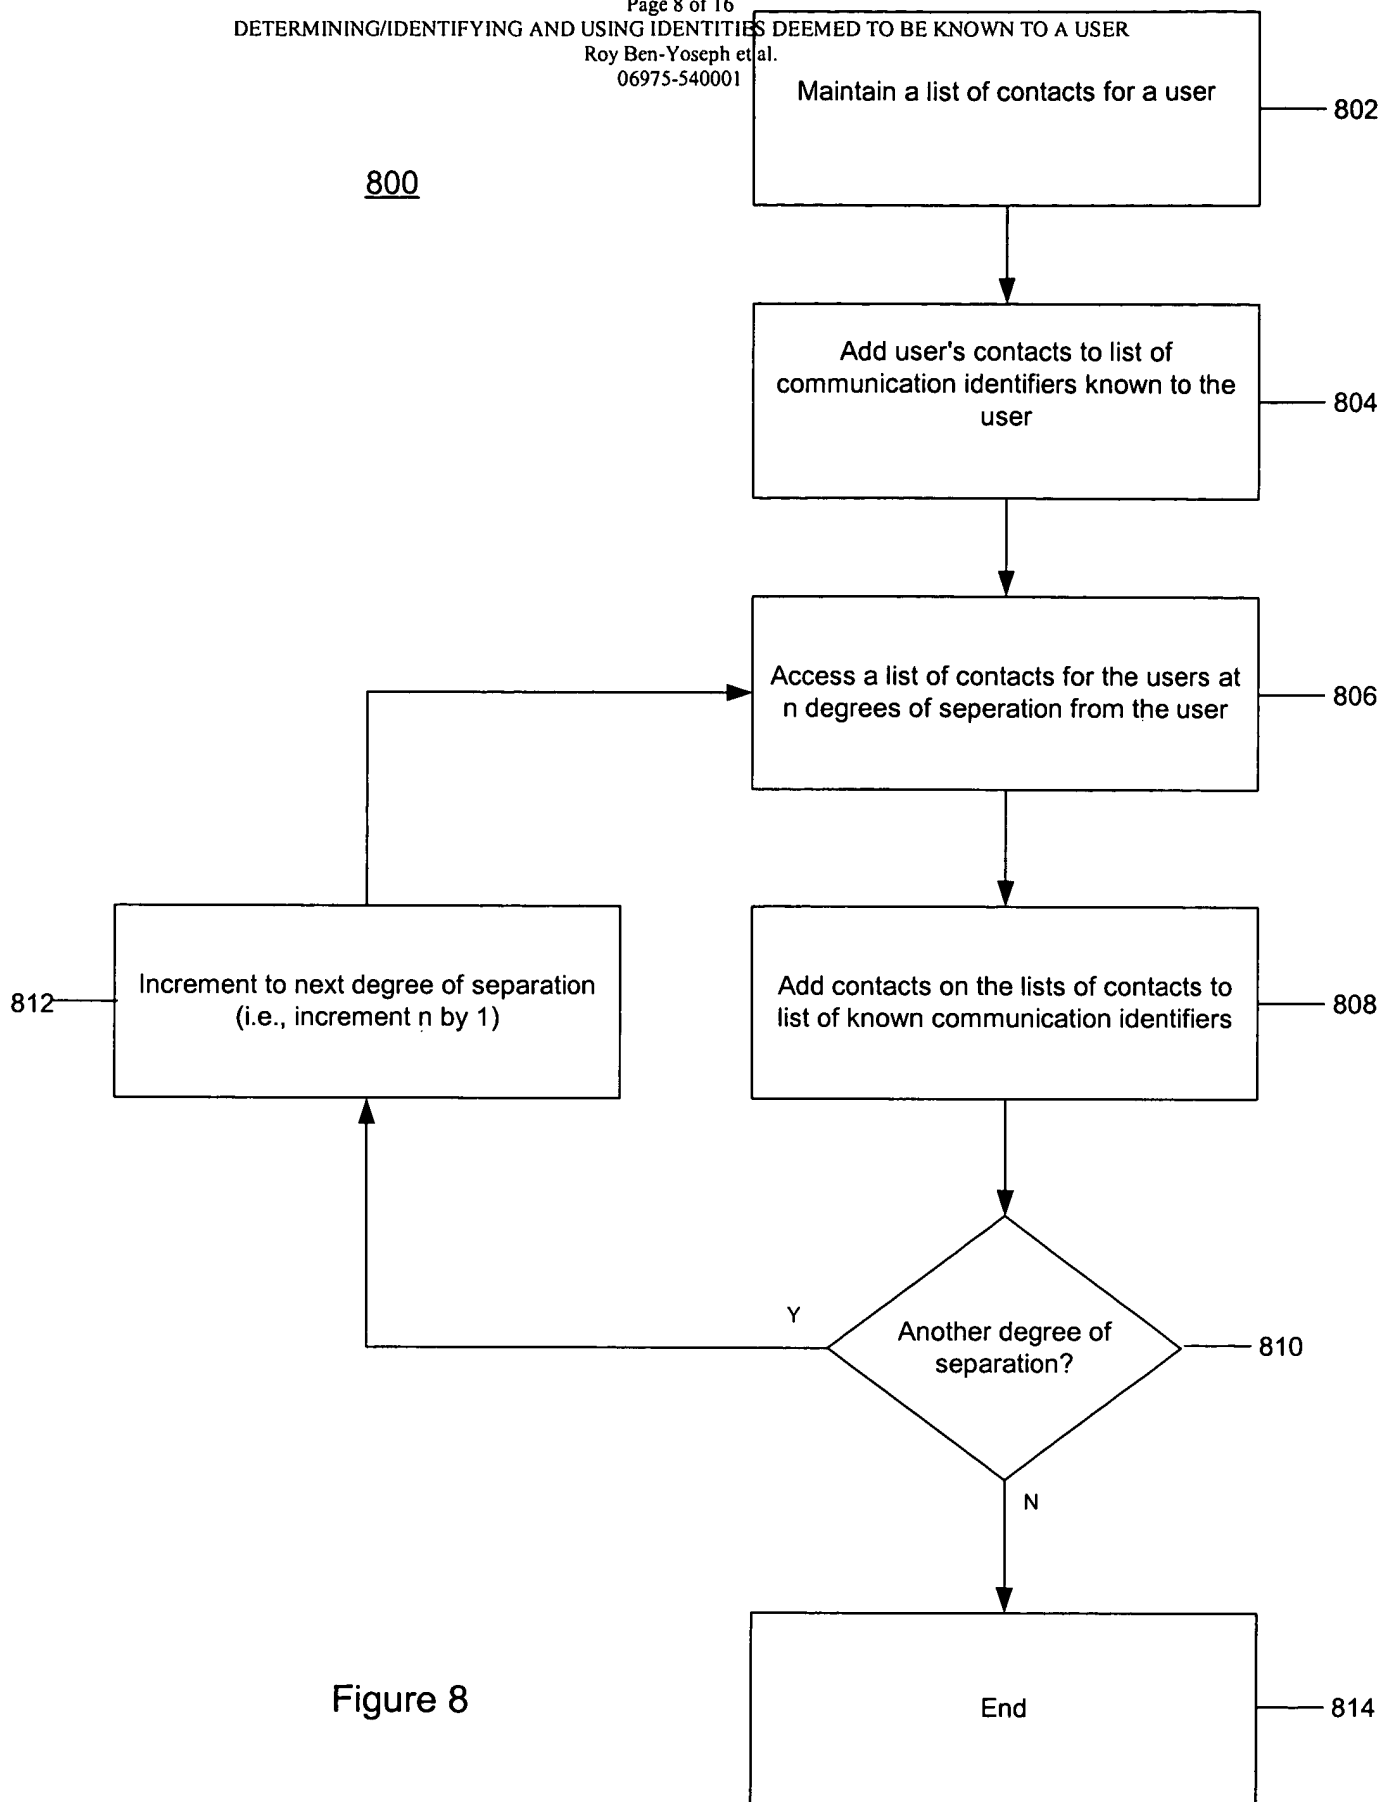 Page 8 of 16
DETERMINING/IDENTIFYING AND USING IDENTITIES DEEMED TO BE KNOWN TO A USER
Roy Ben-Yoseph et al.
06975-540001
Maintain a list of contacts for a user
802
800
Add user's contacts to list of
communication identifiers known to the
user
804
Access a list of contacts for the users at
n degrees of seperation from the user
806
Increment to next degree of separation
(i.e., increment n by 1)
812
Add contacts on the lists of contacts to
list of known communication identifiers
808
Y
Another degree of
separation?
810
N
Figure 8
End
814